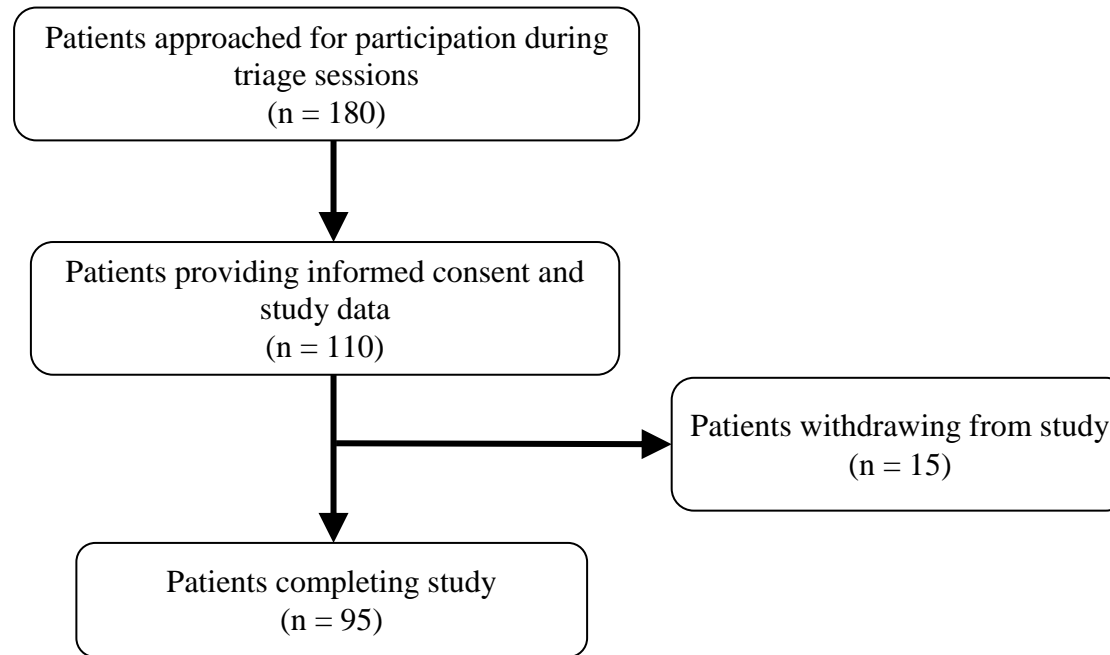 Patients approached for participation during
triage sessions
(n = 180)
Patients providing informed consent and
study data
(n = 110)
Patients withdrawing from study
(n = 15)
Patients completing study
(n = 95)